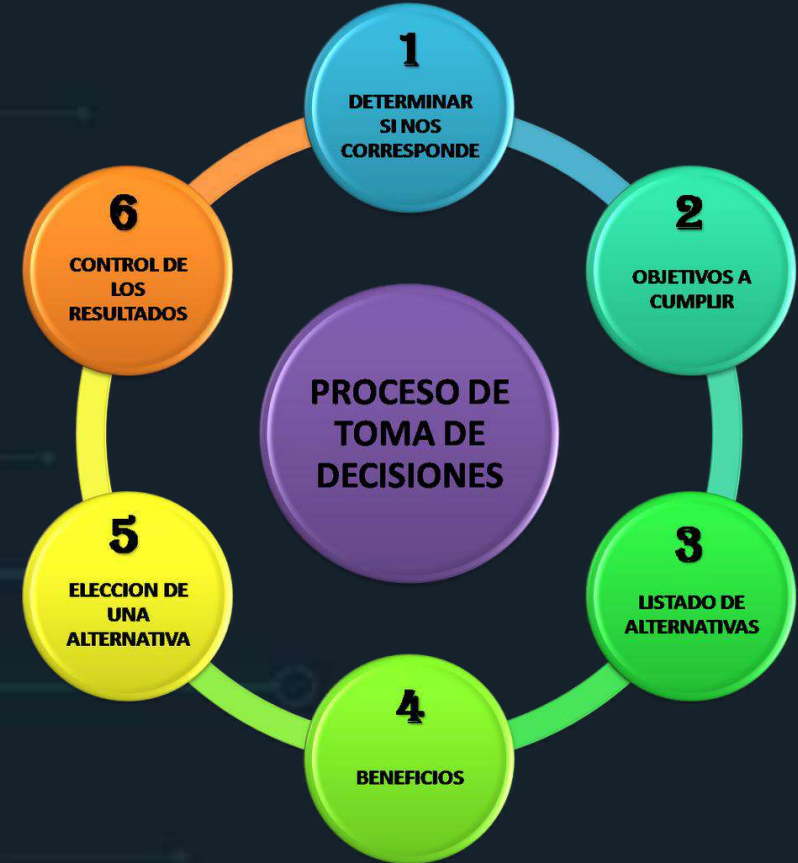 1
DETERMINAR
SI NOS
CORRESPONDE
2
OBJETIVOS A
CUMPLIR
3
LISTADO DE
ALTERNATIVAS
4
BENEFICIOS
5
ELECCION DE
UNA
ALTERNATIVA
6
CONTROL DE
LOS
RESULTADOS
PROCESO DE
TOMA DE
DECISIONES